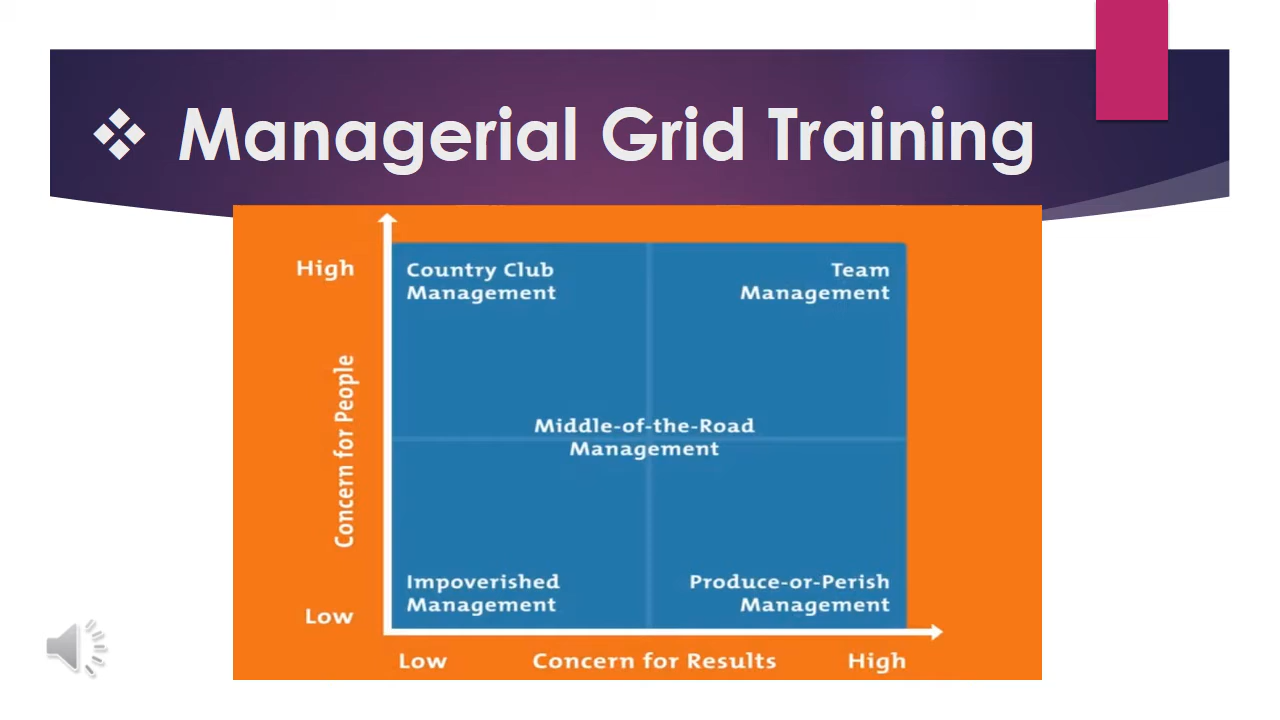 ❖ Managerial Grid Training
High
Country Club
Management
Team
Management
Concern for People
Middle-of-the-Road
Management
Impoverished
Management
Produce-or-Perish
Management
Low
Low
Concern for Results
High